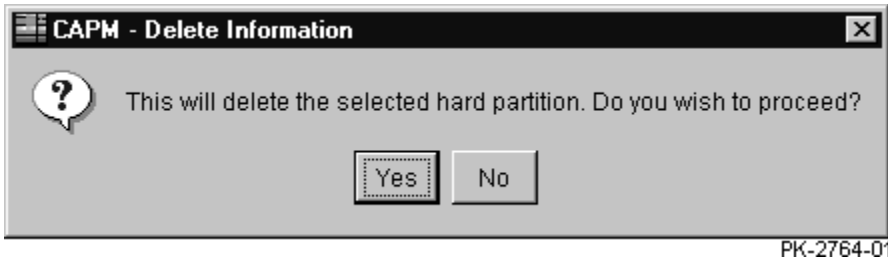 CAPM - Delete Information
?
This will delete the selected hard partition. Do you wish to proceed?
Yes No
PK-2764-01